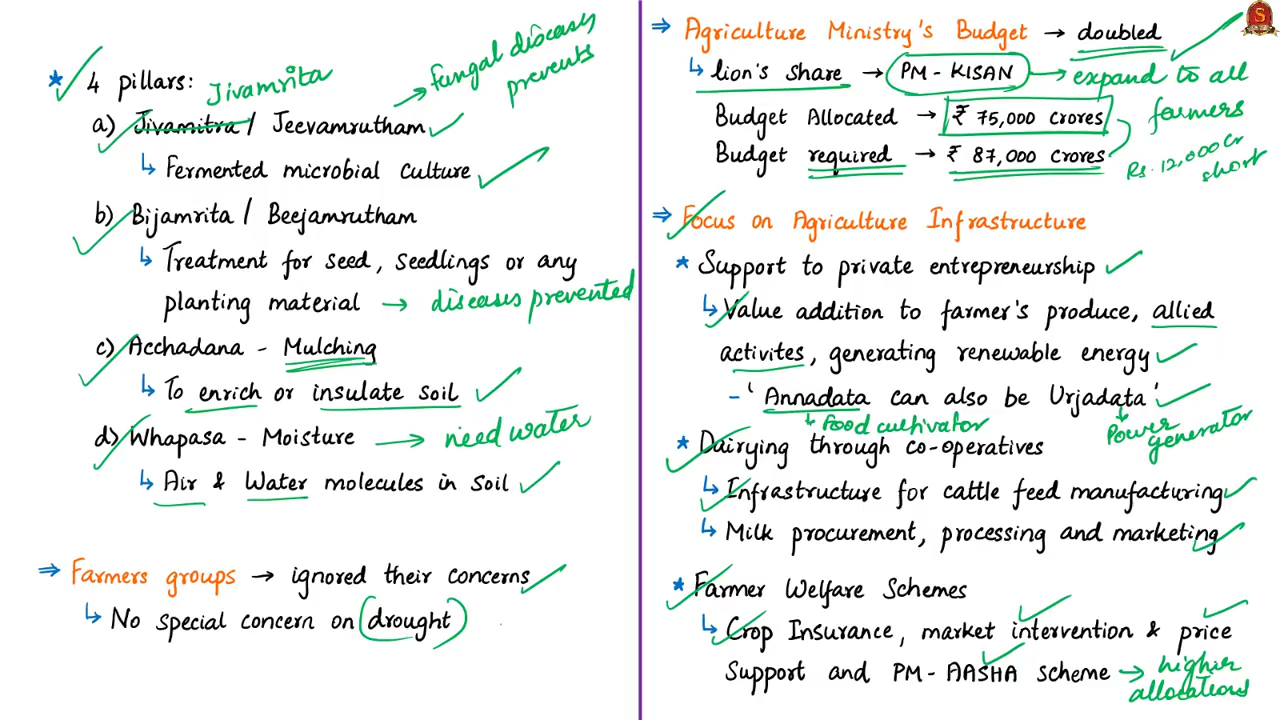 * 4 pillars: Jivamrita → fungal diseases prevents
a) Jivamitra / Jeevamrutham
↳ Fermented microbial culture
b) Bijamrita / Beejamrutham
↳ Treatment for seed, seedlings or any
planting material → diseases prevented
c) Acchadana - Mulching
↳ To enrich or insulate soil
d) Whapasa - Moisture → need water
↳ Air & Water molecules in soil
⇒ Farmers groups → ignored their concerns
↳ No special concern on drought
⇒ Agriculture Ministry's Budget → doubled
↳ lion's share → PM-KISAN → expand to all farmers
Budget Allocated → ₹ 75,000 crores
Budget required → ₹ 87,000 crores
Rs. 12,000 Cr short
⇒ Focus on Agriculture Infrastructure
* Support to private entrepreneurship
↳ Value addition to farmer's produce, allied
activites, generating renewable energy
- ' Annadata can also be Urjadata '
↓ Food cultivator
↓ Power generator
* Dairying through co-operatives
↳ Infrastructure for cattle feed manufacturing
↳ Milk procurement, processing and marketing
* Farmer Welfare Schemes
↳ Crop Insurance, market intervention & price
Support and PM-AASHA scheme → higher allocations
S